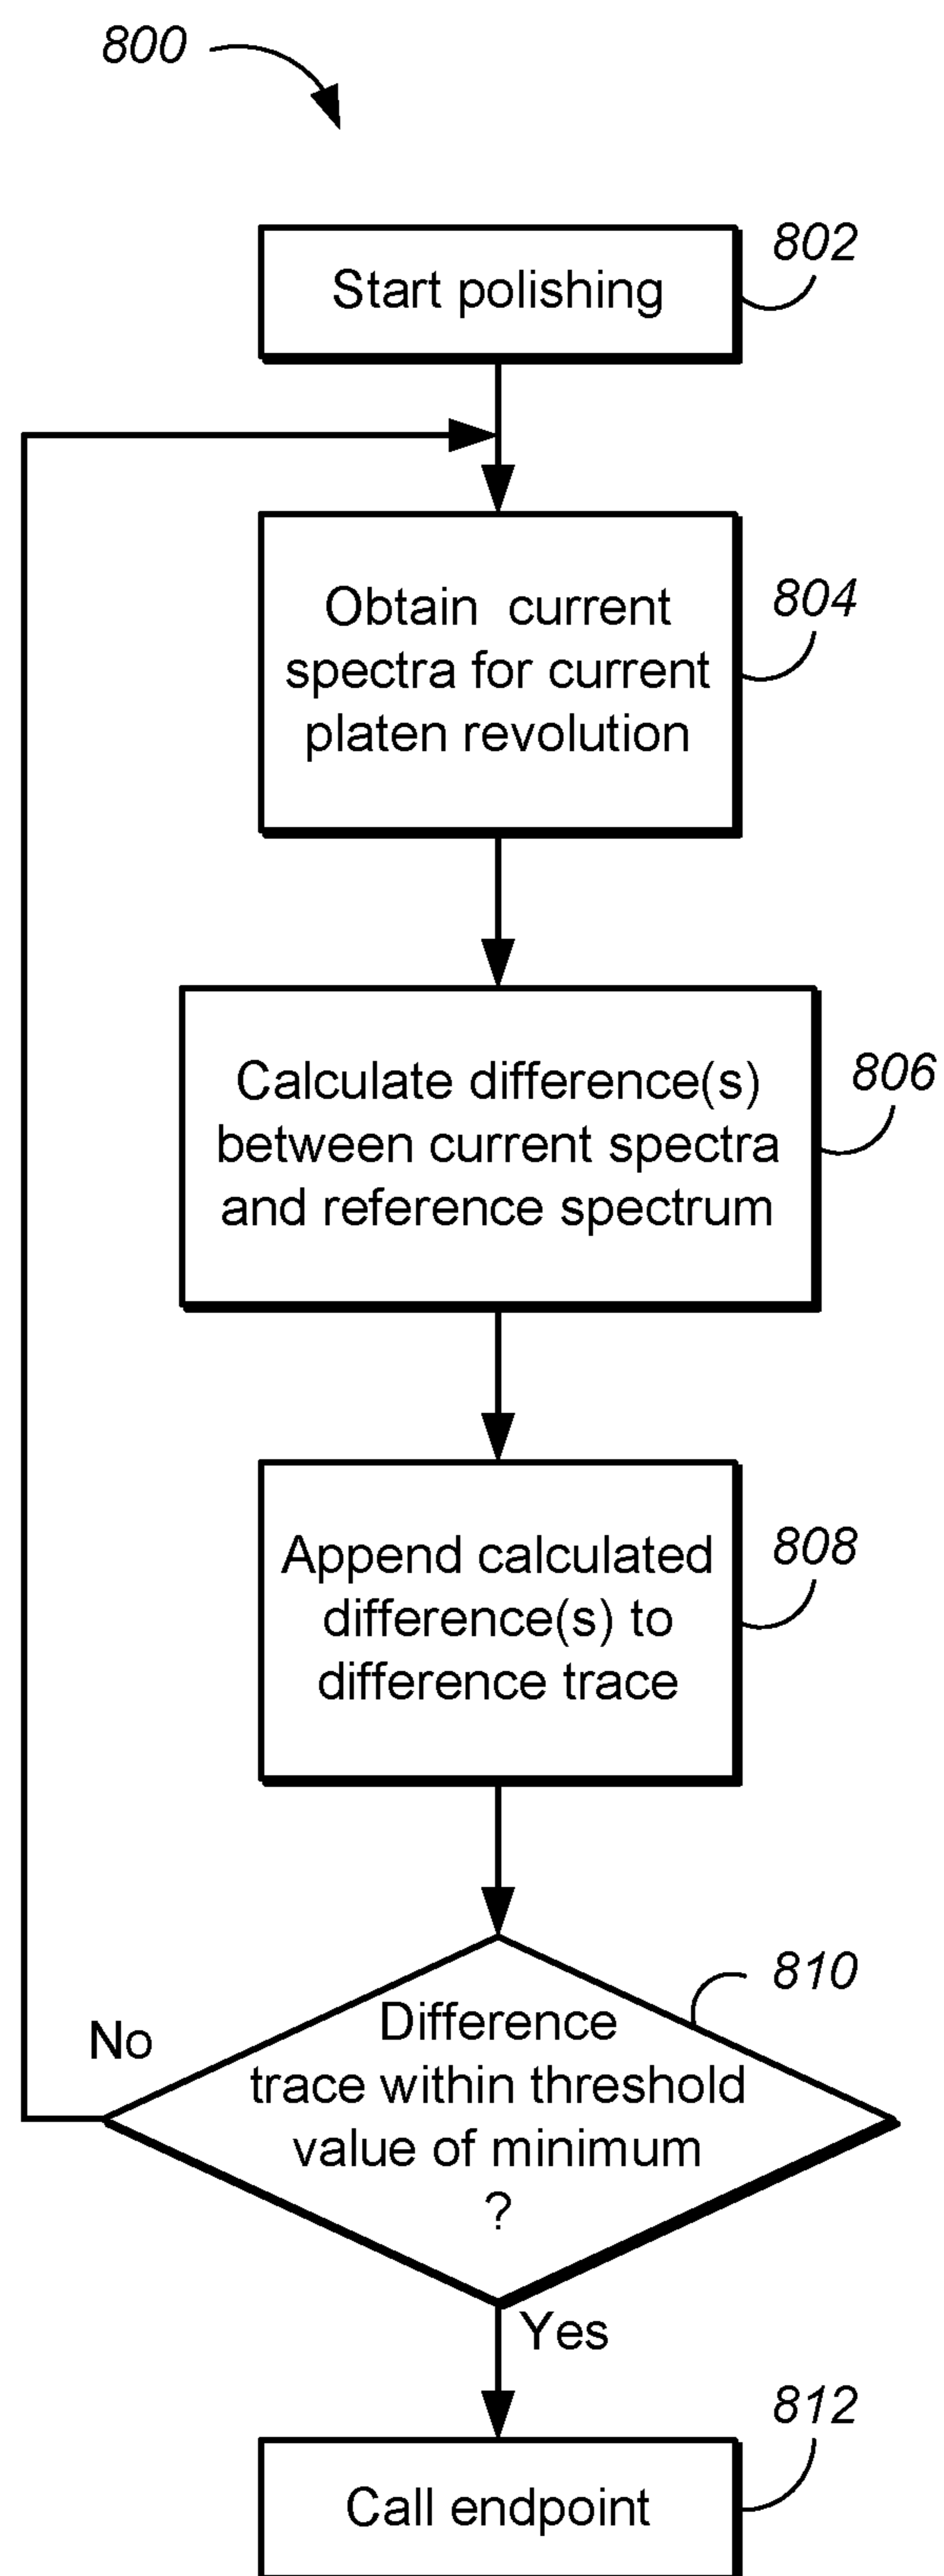 800
802
Start polishing
804
Obtain current
spectra for current
platen revolution
806
Calculate difference(s)
between current spectra
and reference spectrum
808
Append calculated
difference(s) to
difference trace
810
No
Difference
trace within threshold
value of minimum
?
Yes
812
Call endpoint